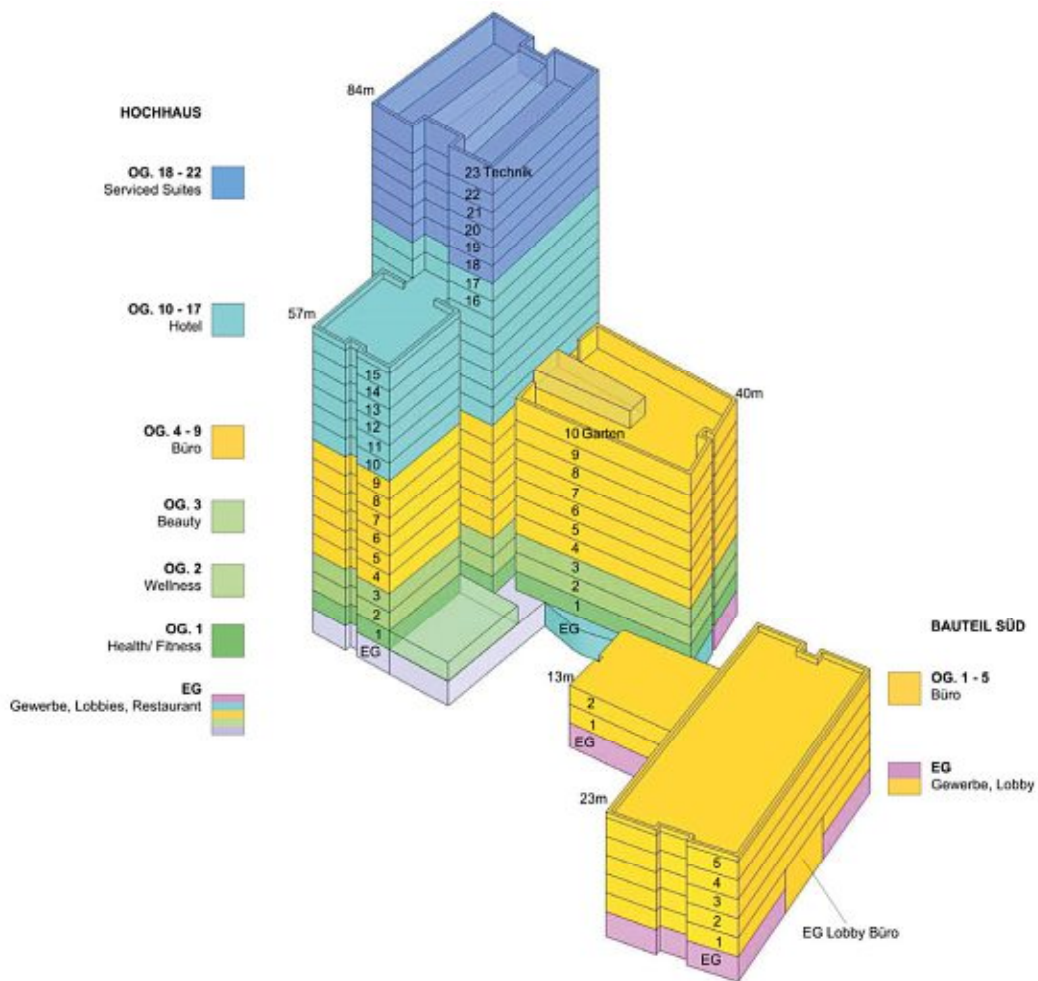 HOCHHAUS
OG. 18 - 22
Serviced Suites
OG. 10 - 17
Hotel
OG. 4 - 9
Büro
OG. 3
Beauty
OG. 2
Wellness
OG. 1
Health/ Fitness
EG
Gewerbe, Lobbies, Restaurant
84m
23 Technik
22
21
20
19
18
17
16
57m
15
14
13
12
11
10
9
8
7
6
5
4
3
2
1
EG
40m
10 Garten
9
8
7
6
5
4
3
2
1
EG
13m
2
1
EG
23m
5
4
3
2
1
EG
EG Lobby Büro
BAUTEIL SÜD
OG. 1 - 5
Büro
EG
Gewerbe, Lobby